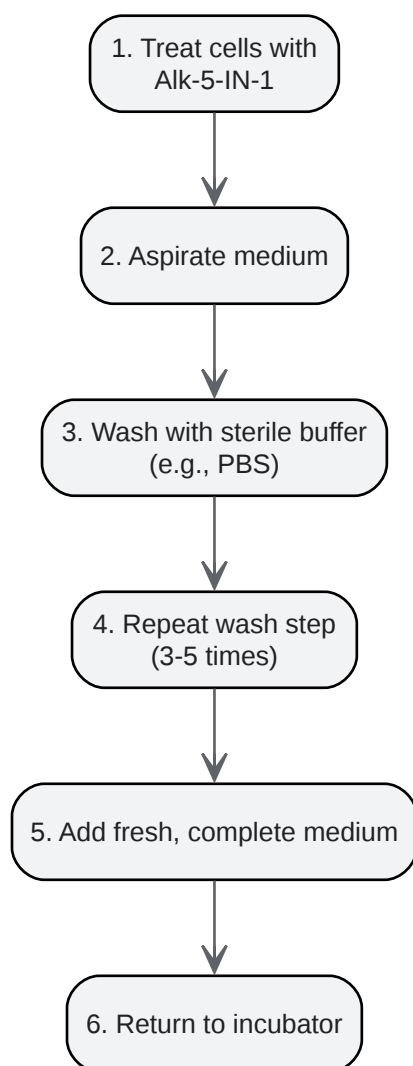 1. Treat cells with
Alk-5-IN-1
2. Aspirate medium
3. Wash with sterile buffer
(e.g., PBS)
4. Repeat wash step
(3-5 times)
5. Add fresh, complete medium
6. Return to incubator